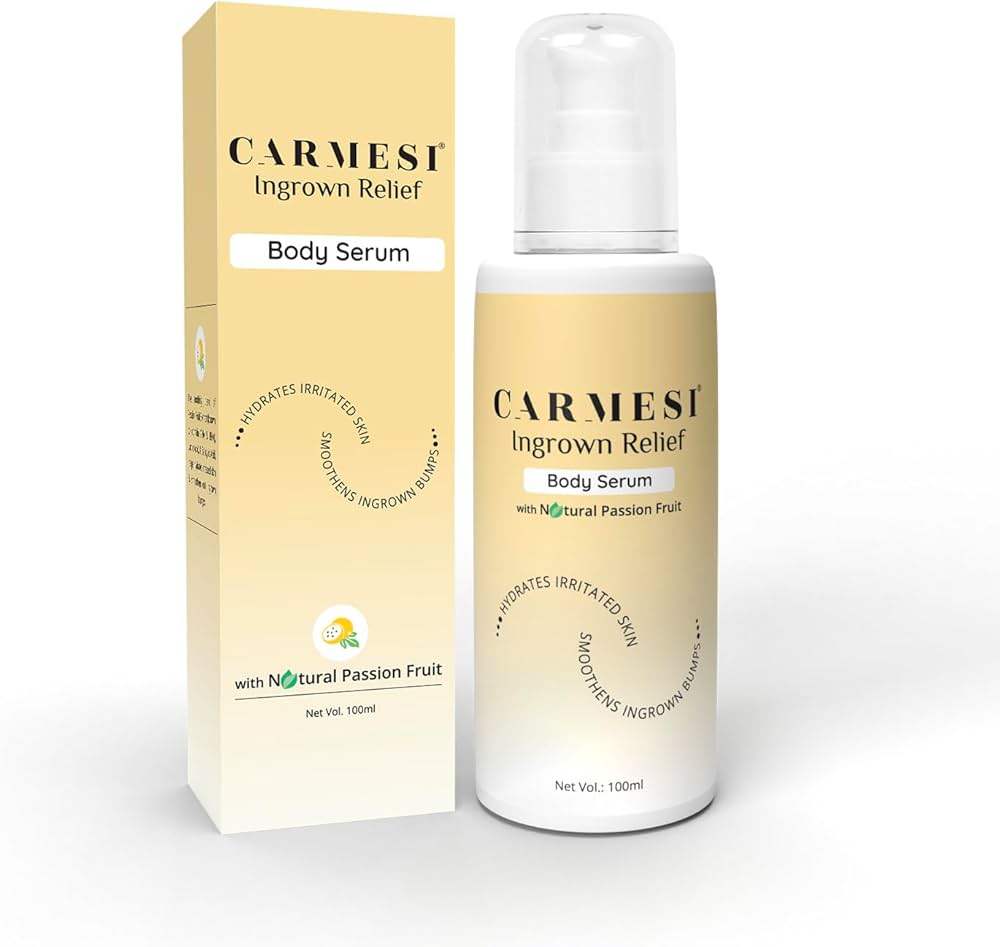 CARMESI®
Ingrown Relief
Body Serum
HYDRATES IRRITATED SKIN
SMOOTHENS INGROWN BUMPS
with Natural Passion Fruit
Net Vol. 100ml
CARMESI®
Ingrown Relief
Body Serum
with Natural Passion Fruit
HYDRATES IRRITATED SKIN
SMOOTHENS INGROWN BUMPS
Net Vol.: 100ml